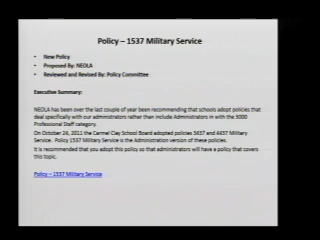 Policy – 1537 Military Service
• New Policy
• Proposed By: NEOLA
• Reviewed and Revised By: Policy Committee
Executive Summary:
NEOLA has been over the last couple of year been recommending that schools adopt policies that
deal specifically with our administrators rather than include Administrators in with the 3000
Professional Staff category.
On October 24, 2011 the Carmel Clay School Board adopted policies 3437 and 4437 Military
Service. Policy 1537 Military Service is the Administration version of these policies.
It is recommended that you adopt this policy so that administrators will have a policy that covers
this topic.
Policy – 1537 Military Service